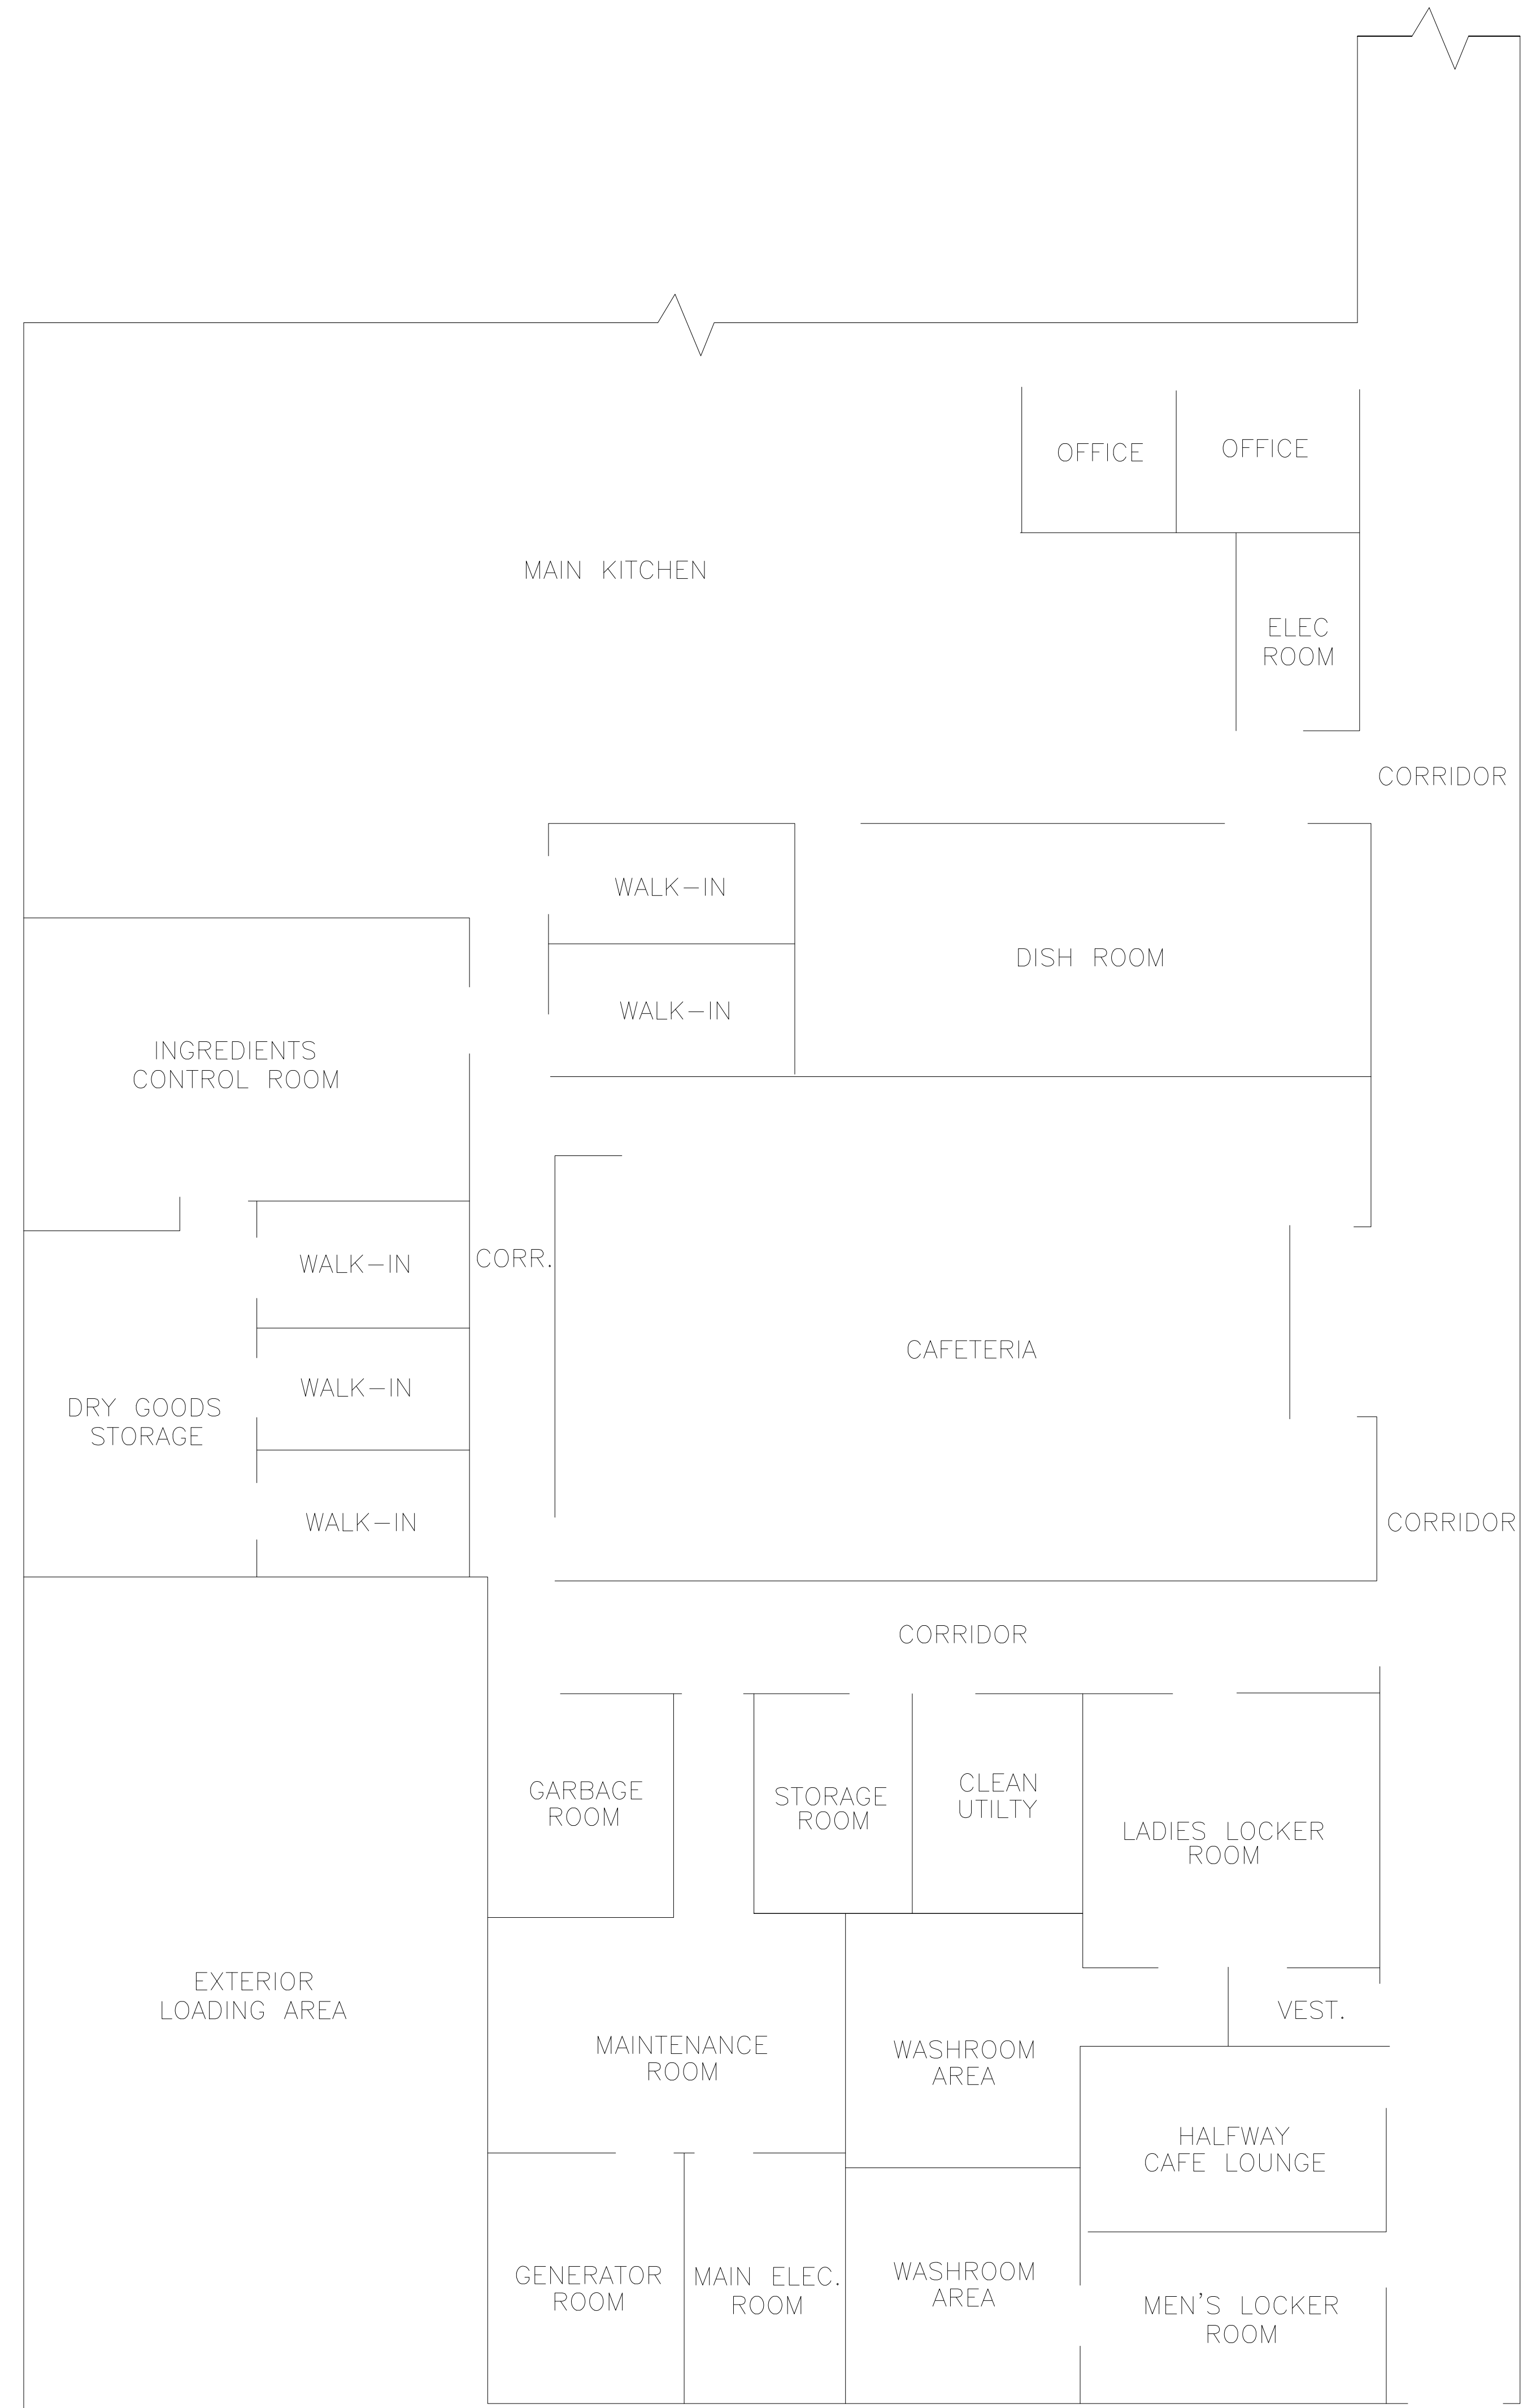 OFFICE
OFFICE
MAIN KITCHEN
ELEC
ROOM
CORRIDOR
WALK-IN
DISH ROOM
WALK-IN
INGREDIENTS
CONTROL ROOM
WALK-IN
CORR.
CAFETERIA
WALK-IN
DRY GOODS
STORAGE
WALK-IN
CORRIDOR
CORRIDOR
GARBAGE
ROOM
STORAGE
ROOM
CLEAN
UTILTY
LADIES LOCKER
ROOM
EXTERIOR
LOADING AREA
VEST.
MAINTENANCE
ROOM
WASHROOM
AREA
HALFWAY
CAFE LOUNGE
GENERATOR
ROOM
MAIN ELEC.
ROOM
WASHROOM
AREA
MEN'S LOCKER
ROOM